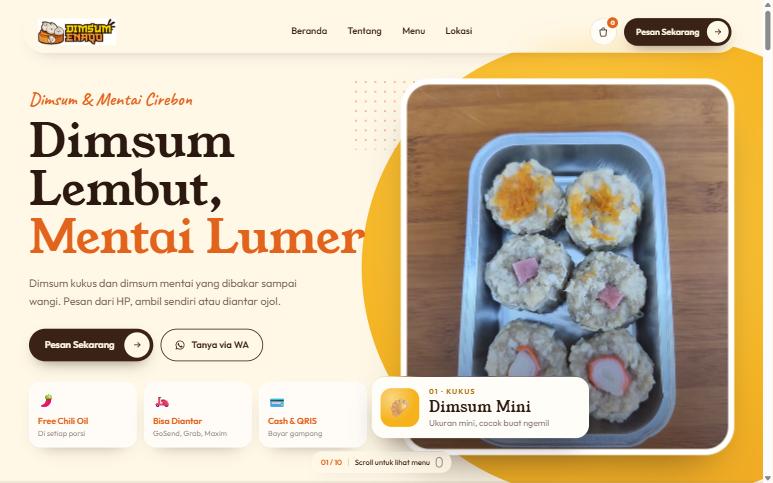 DIMSUM
ENAQO
Beranda
Tentang
Menu
Lokasi
0
Pesan Sekarang
Dimsum & Mentai Cirebon
Dimsum
Lembut,
Mentai Lumer
Dimsum kukus dan dimsum mentai yang dibakar sampai
wangi. Pesan dari HP, ambil sendiri atau diantar ojol.
Pesan Sekarang
Tanya via WA
Free Chili Oil
Di setiap porsi
Bisa Diantar
GoSend, Grab, Maxim
Cash & QRIS
Bayar gampang
01 · KUKUS
Dimsum Mini
Ukuran mini, cocok buat ngemil
01 / 10
Scroll untuk lihat menu